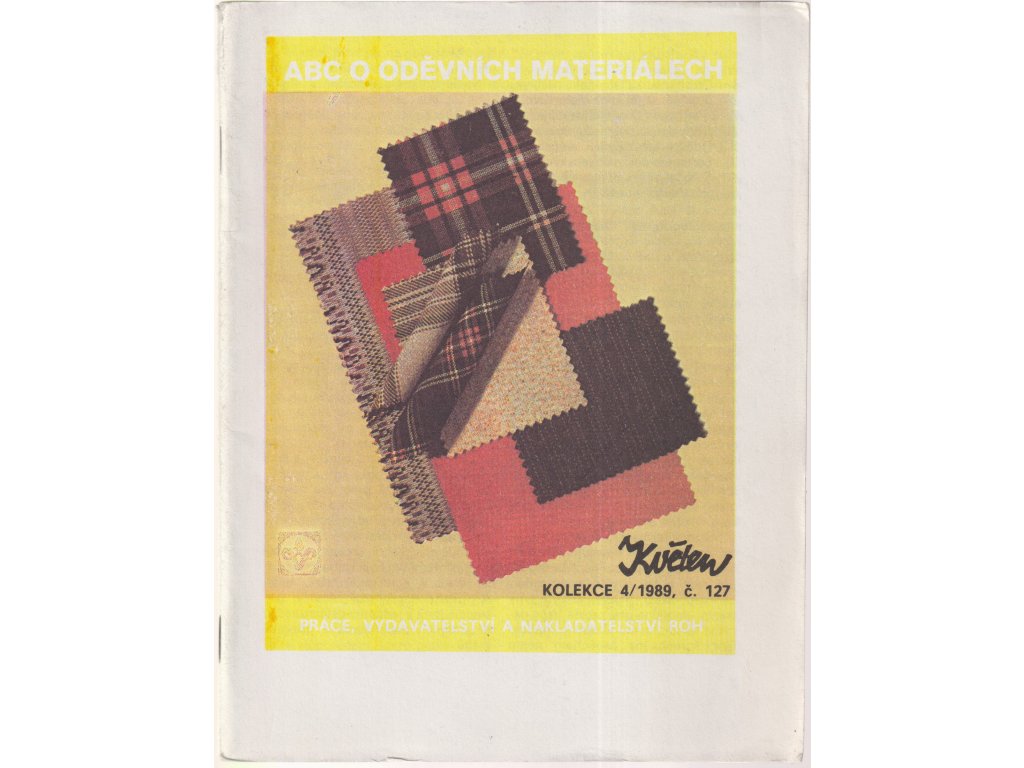 ABC O ODĚVNÍCH MATERIÁLECH
Květen
KOLEKCE 4/1989, č. 127
PRÁCE, VYDAVATELSTVÍ A NAKLADATELSTVÍ ROH